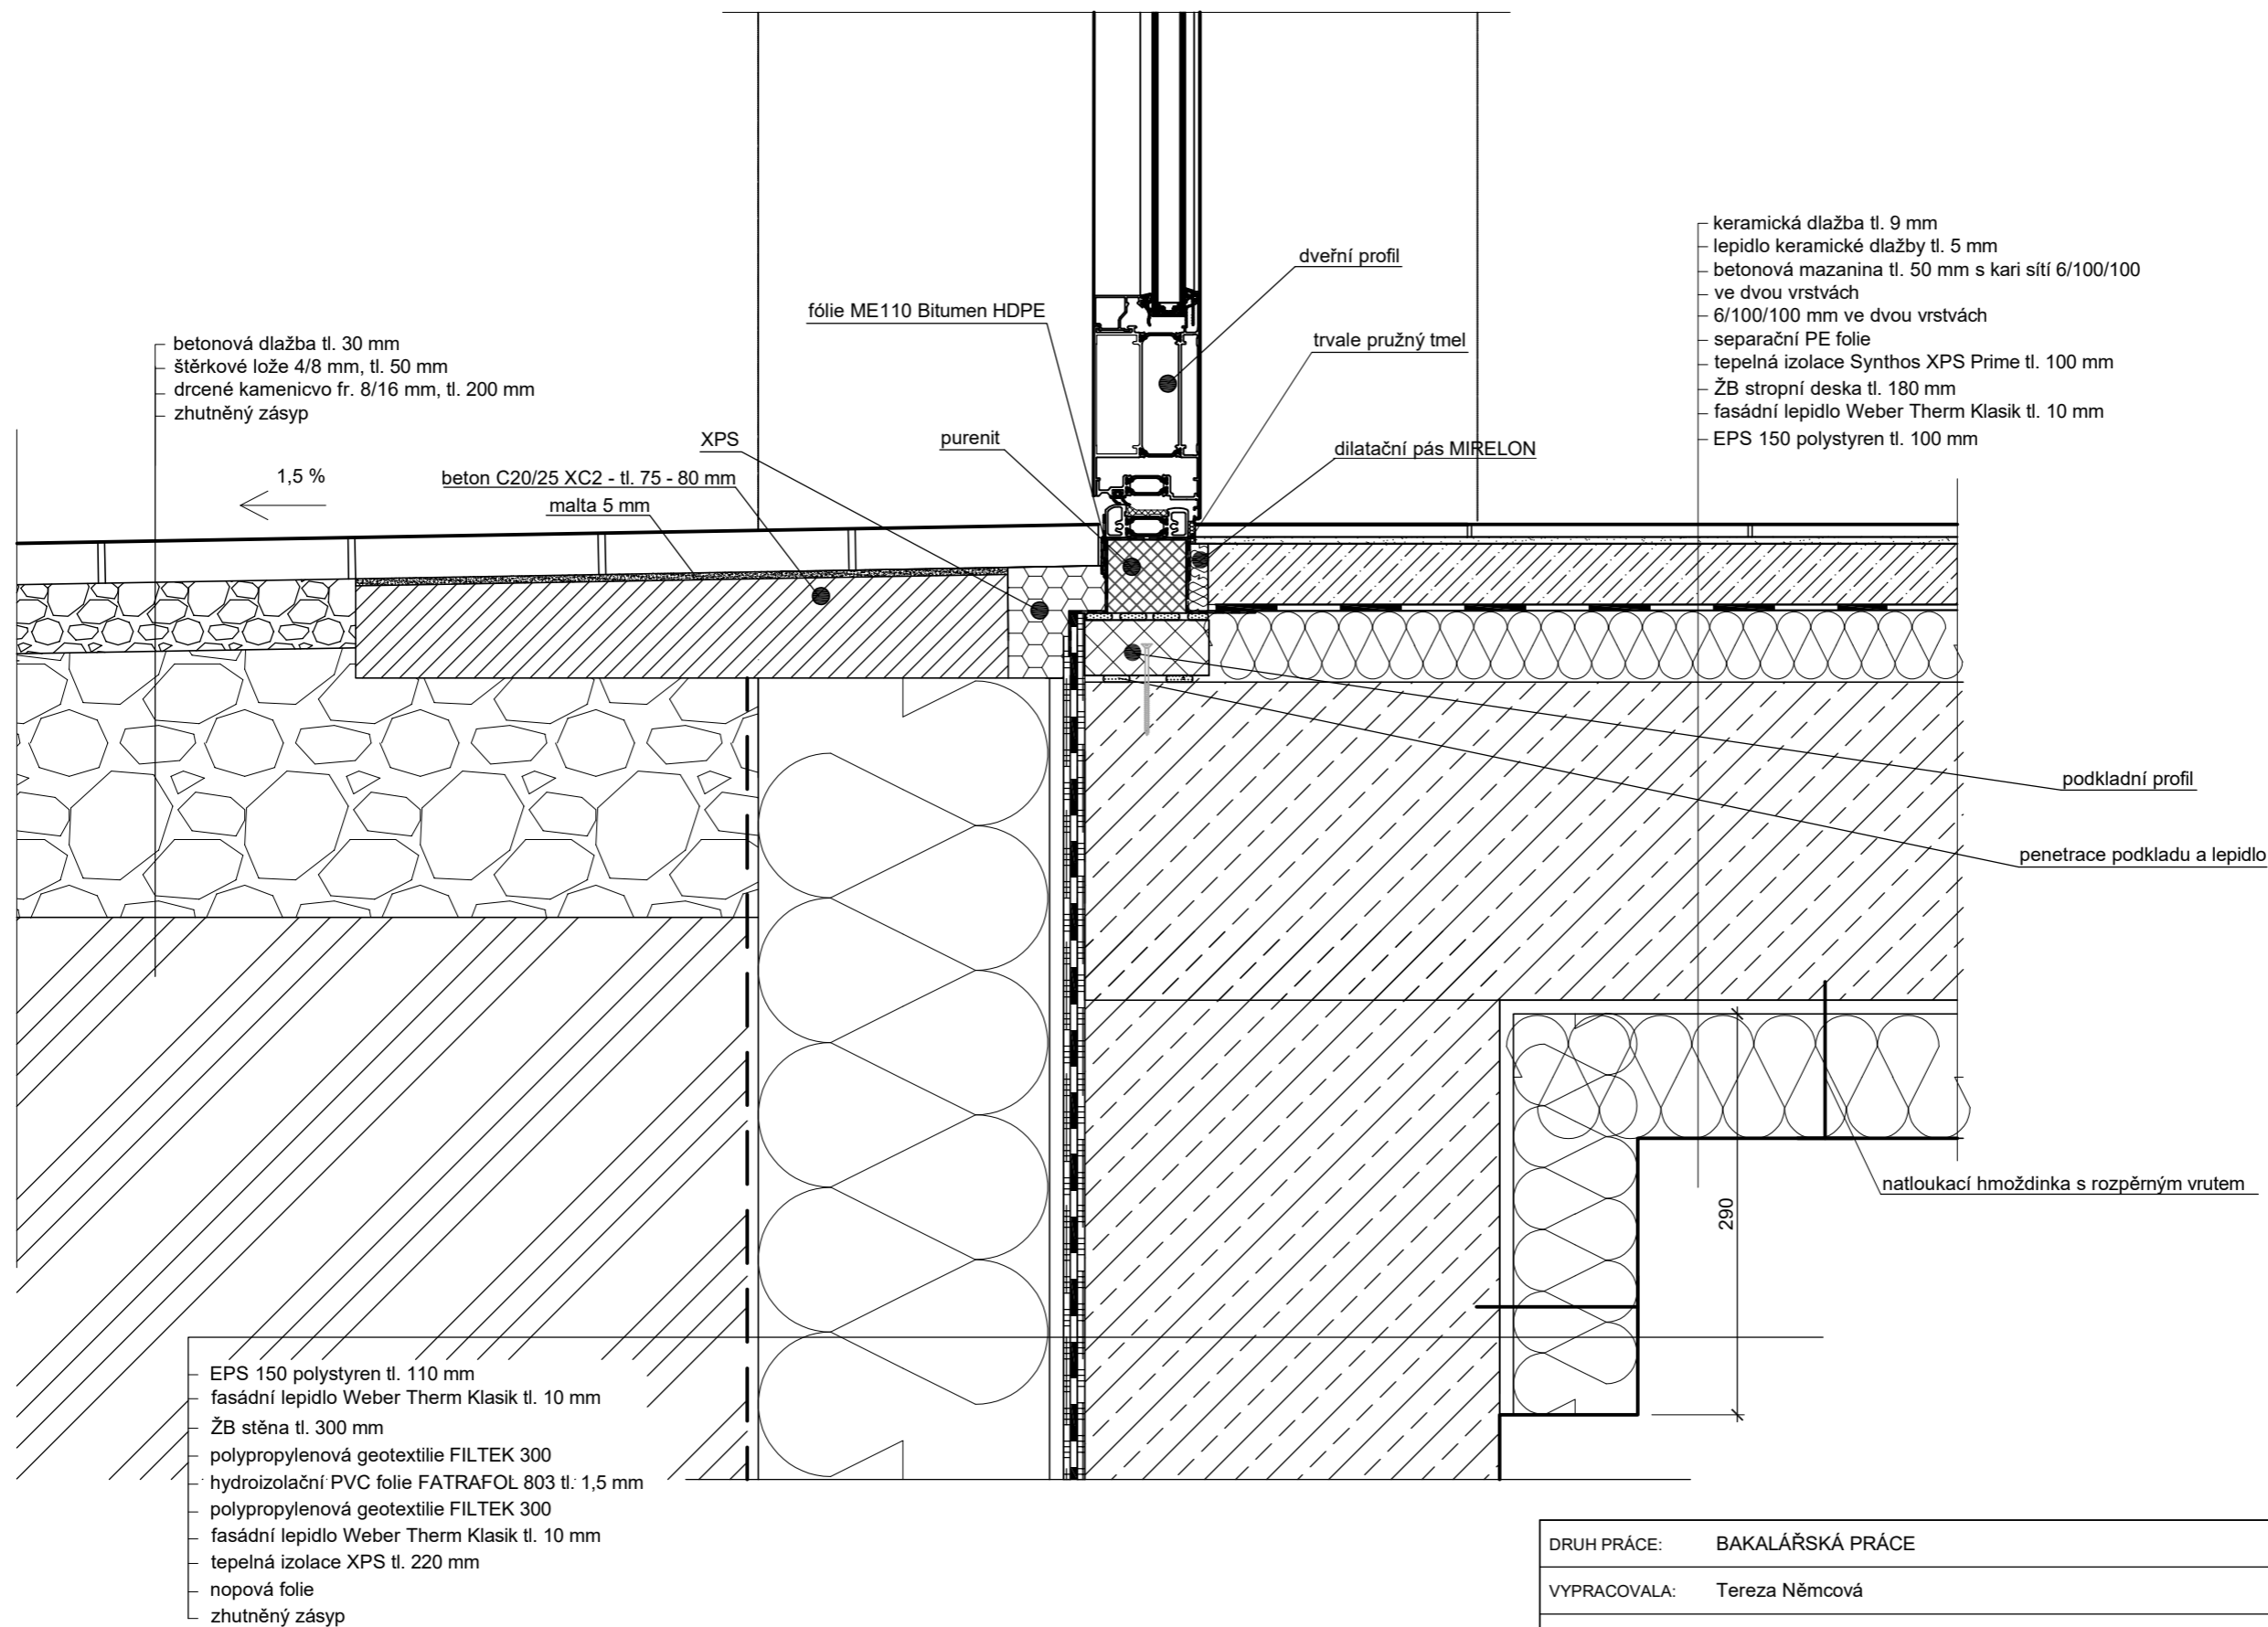 keramická dlažba tl. 9 mm
lepidlo keramické dlažby tl. 5 mm
betonová mazanina tl. 50 mm s kari sítí 6/100/100
ve dvou vrstvách
6/100/100 mm ve dvou vrstvách
separační PE folie
tepelná izolace Synthos XPS Prime tl. 100 mm
ŽB stropní deska tl. 180 mm
fasádní lepidlo Weber Therm Klasik tl. 10 mm
EPS 150 polystyren tl. 100 mm
dveřní profil
fólie ME110 Bitumen HDPE
trvale pružný tmel
betonová dlažba tl. 30 mm
štěrkové lože 4/8 mm, tl. 50 mm
drcené kamenicvo fr. 8/16 mm, tl. 200 mm
zhutněný zásyp
XPS
purenit
dilatační pás MIRELON
1,5 %
beton C20/25 XC2 - tl. 75 - 80 mm
malta 5 mm
podkladní profil
penetrace podkladu a lepidlo
natloukací hmoždinka s rozpěrným vrutem
290
EPS 150 polystyren tl. 110 mm
fasádní lepidlo Weber Therm Klasik tl. 10 mm
ŽB stěna tl. 300 mm
polypropylenová geotextilie FILTEK 300
hydroizolační PVC folie FATRAFOL 803 tl. 1,5 mm
polypropylenová geotextilie FILTEK 300
fasádní lepidlo Weber Therm Klasik tl. 10 mm
tepelná izolace XPS tl. 220 mm
nopová folie
zhutněný zásyp
DRUH PRÁCE: BAKALÁŘSKÁ PRÁCE
VYPRACOVALA: Tereza Němcová